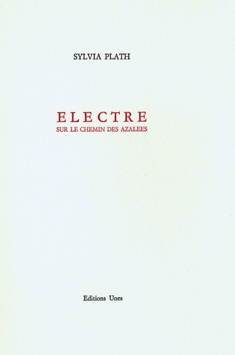 SYLVIA PLATH
ELECTRE
SUR LE CHEMIN DES AZALEES
Editions Unes